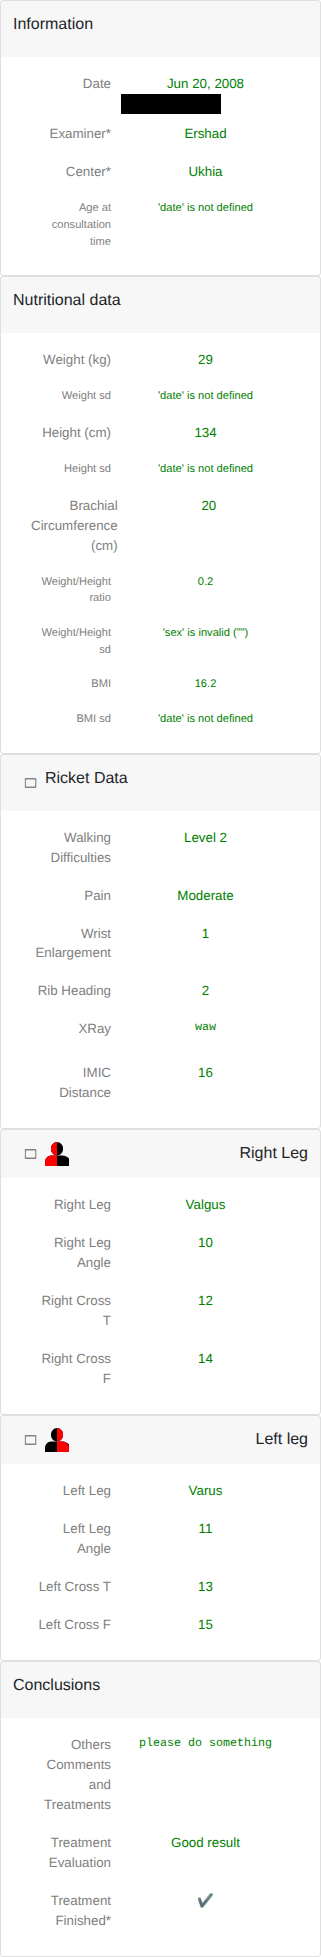 Information
Date Jun 20, 2008
Examiner* Ershad
Center* Ukhia
Age at 'date' is not defined
consultation
time
Nutritional data
Weight (kg) 29
Weight sd 'date' is not defined
Height (cm) 134
Height sd 'date' is not defined
Brachial 20
Circumference
(cm)
Weight/Height 0.2
ratio
Weight/Height 'sex' is invalid ("")
sd
BMI 16.2
BMI sd 'date' is not defined
Ricket Data
Walking Level 2
Difficulties
Pain Moderate
Wrist 1
Enlargement
Rib Heading 2
XRay waw
IMIC 16
Distance
Right Leg
Right Leg Valgus
Right Leg 10
Angle
Right Cross 12
T
Right Cross 14
F
Left leg
Left Leg Varus
Left Leg 11
Angle
Left Cross T 13
Left Cross F 15
Conclusions
Others please do something
Comments
and
Treatments
Treatment Good result
Evaluation
Treatment ✔
Finished*